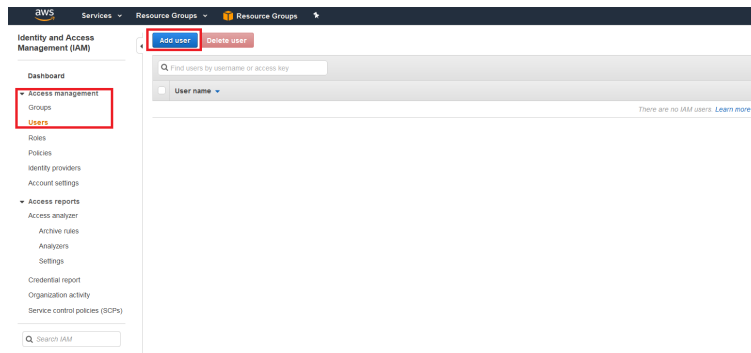 aws Services Resource Groups Resource Groups
Identity and Access
Management (IAM)
Dashboard
Access management
Groups
Users
Roles
Policies
Identity providers
Account settings
Access reports
Access analyzer
Archive rules
Analyzers
Settings
Credential report
Organization activity
Service control policies (SCPs)
Search IAM
Add user Delete user
Find users by username or access key
User name
There are no IAM users. Learn more